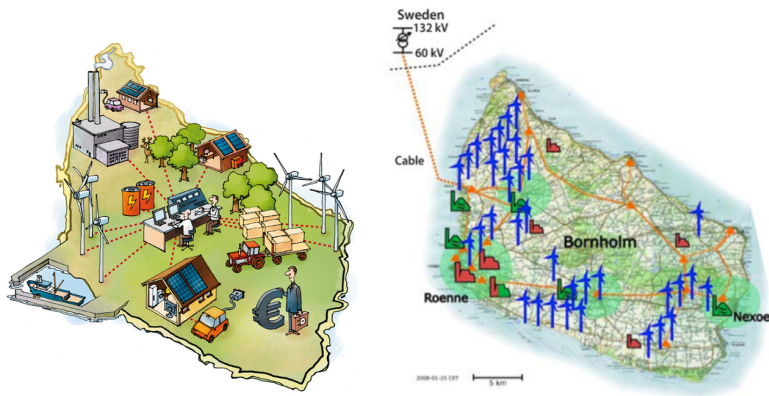 Sweden
132 kV
60 kV
Cable
Bornholm
Roenne
Nexoe
2008-01-25 CET
5 km
€